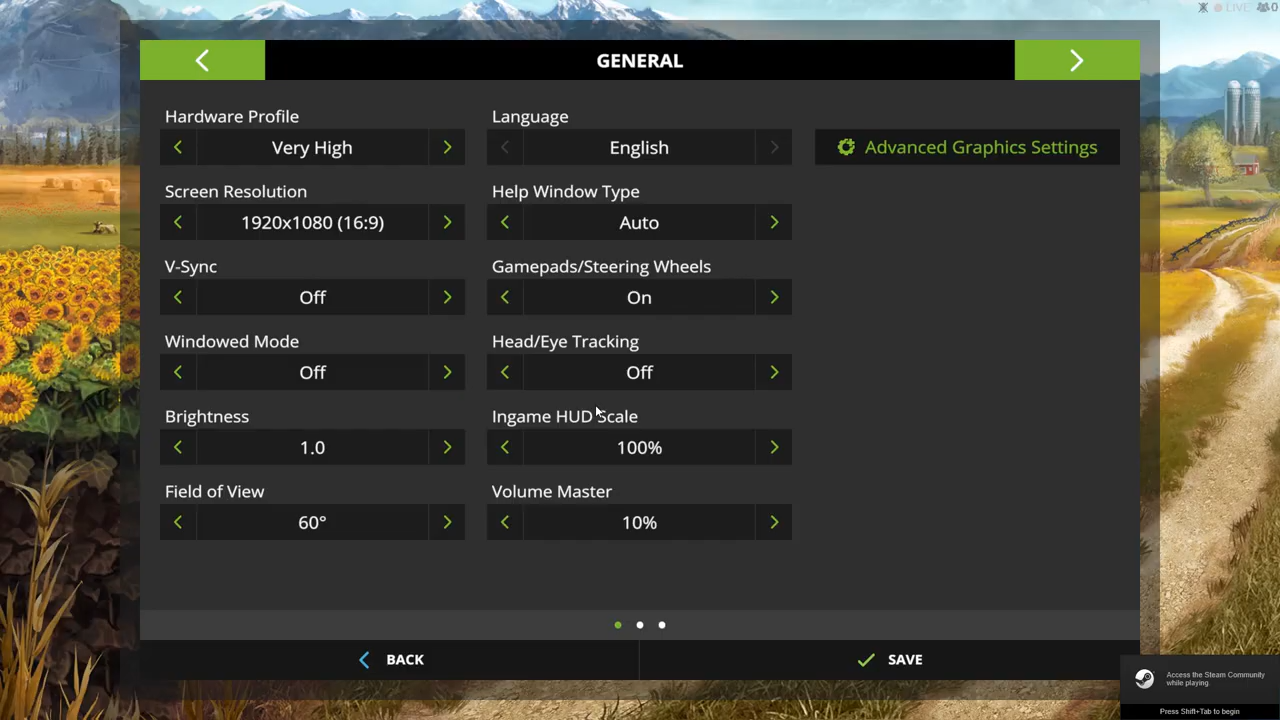 LIVE 0
GENERAL
Hardware Profile
Very High
Screen Resolution
1920x1080 (16:9)
V-Sync
Off
Windowed Mode
Off
Brightness
1.0
Field of View
60°
Language
English
Help Window Type
Auto
Gamepads/Steering Wheels
On
Head/Eye Tracking
Off
Ingame HUD Scale
100%
Volume Master
10%
Advanced Graphics Settings
BACK
SAVE
Access the Steam Community
while playing
Press Shift+Tab to begin